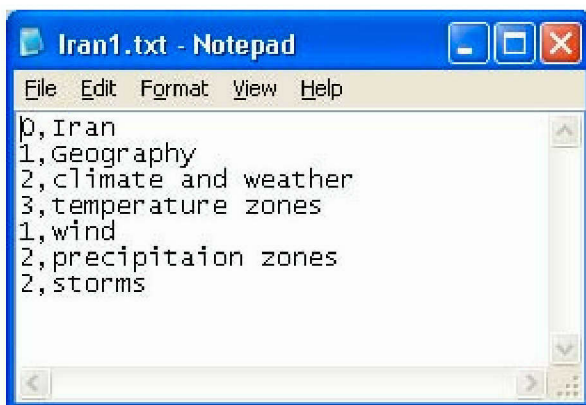 Iran1.txt - Notepad
File Edit Format View Help
0,Iran
1,Geography
2,climate and weather
3,temperature zones
1,wind
2,precipitaion zones
2,storms